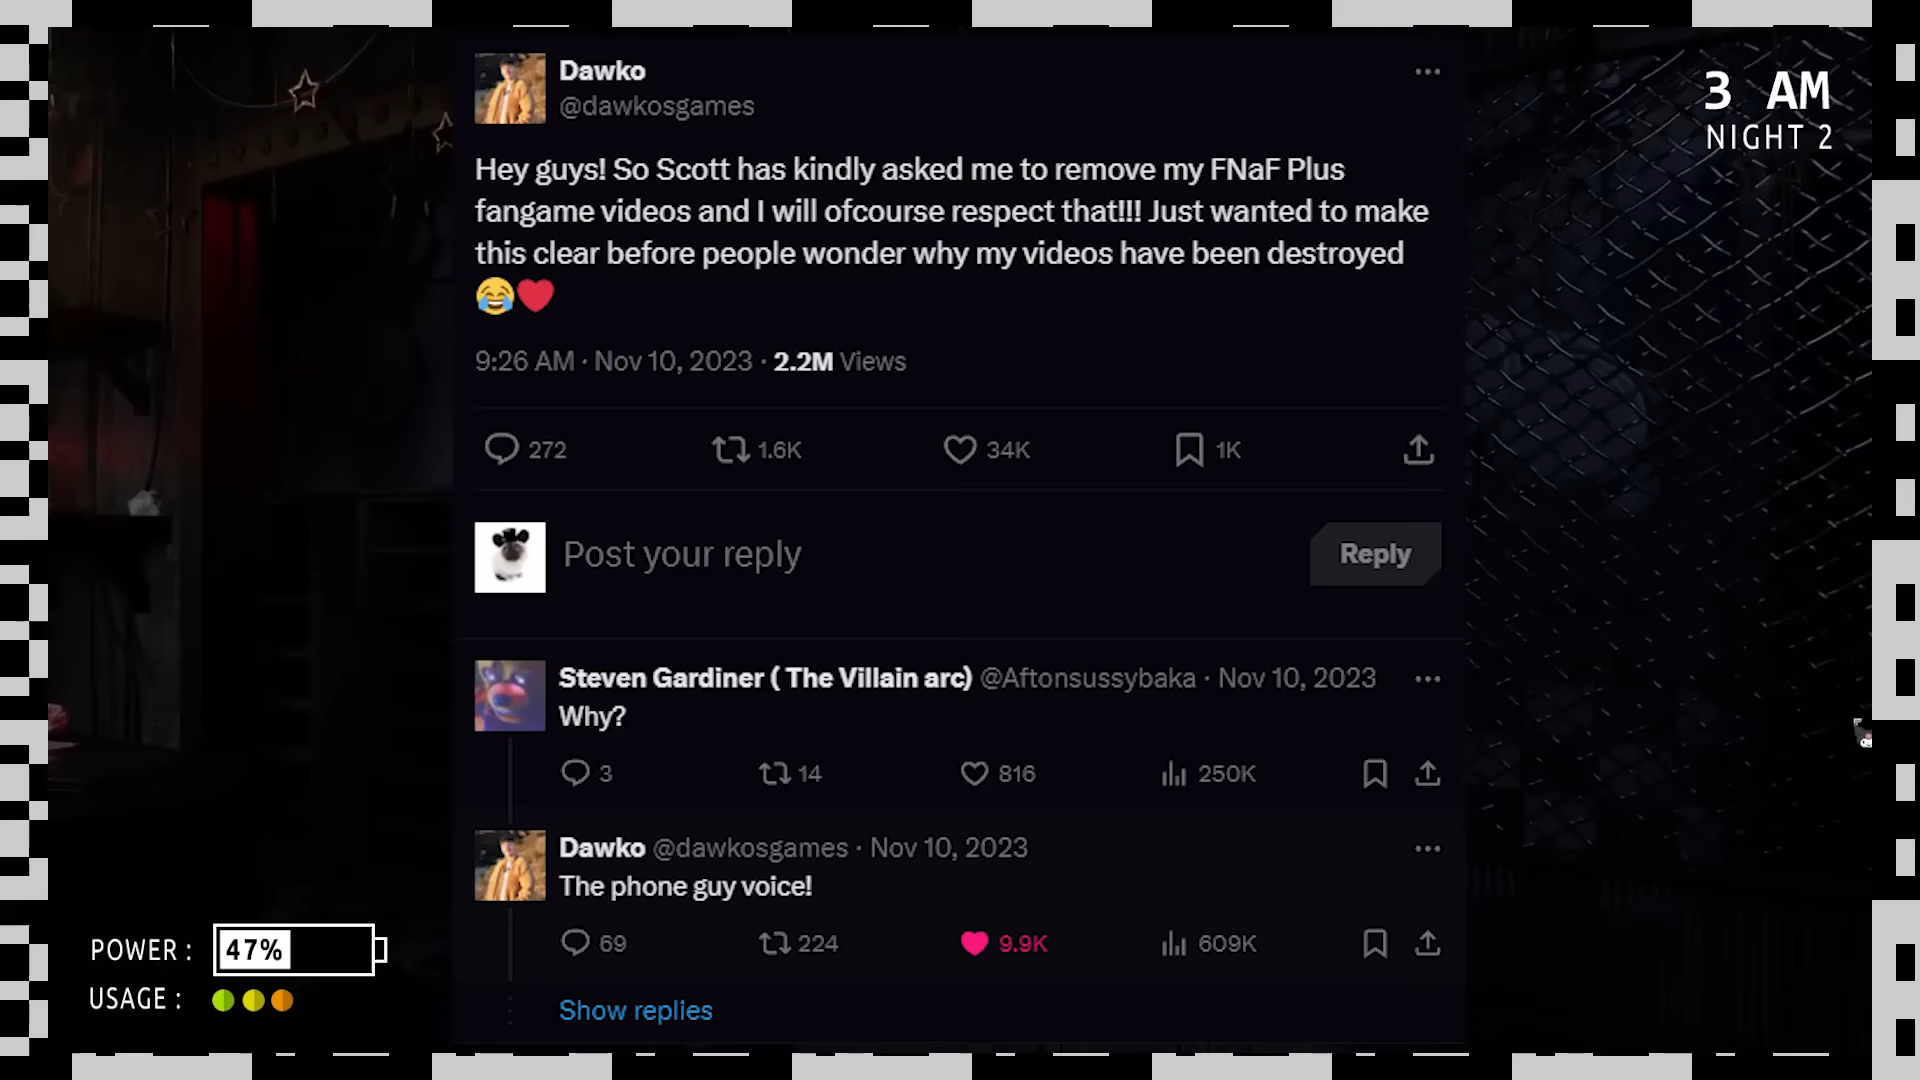 3 AM
NIGHT 2
Dawko
@dawkosgames
Hey guys! So Scott has kindly asked me to remove my FNaF Plus
fangame videos and I will ofcourse respect that!!! Just wanted to make
this clear before people wonder why my videos have been destroyed
😂❤️
9:26 AM · Nov 10, 2023 · 2.2M Views
272 1.6K 34K 1K
Post your reply Reply
Steven Gardiner ( The Villain arc) @Aftonsussybaka · Nov 10, 2023
Why?
3 14 816 250K
Dawko @dawkosgames · Nov 10, 2023
The phone guy voice!
69 224 9.9K 609K
Show replies
POWER : 47%
USAGE :